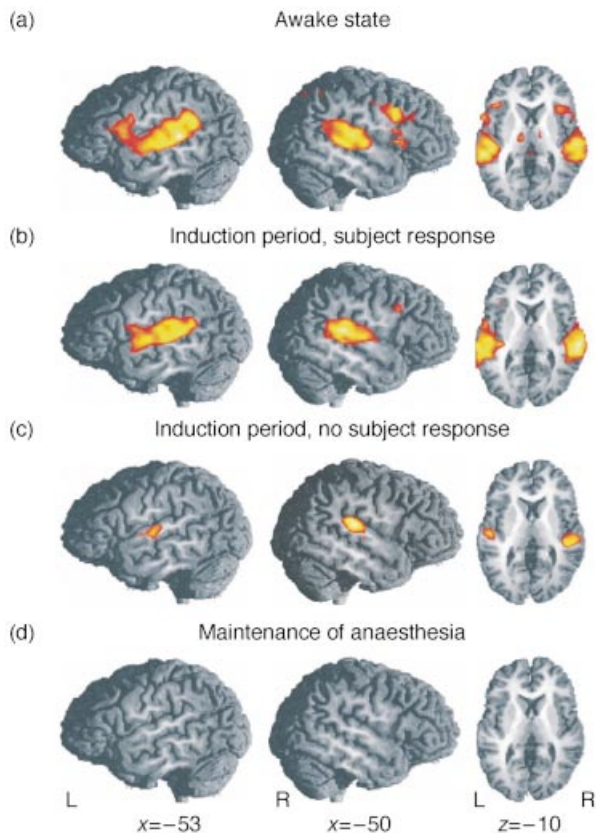 (a) Awake state
(b) Induction period, subject response
(c) Induction period, no subject response
(d) Maintenance of anaesthesia
L R L R
x=−53 x=−50 z=−10